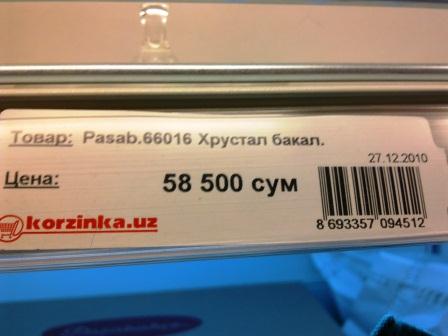 Товар: Pasab.66016 Хрустал бакал.
27.12.2010
Цена: 58 500 сум
korzinka.uz
8 693357 094512